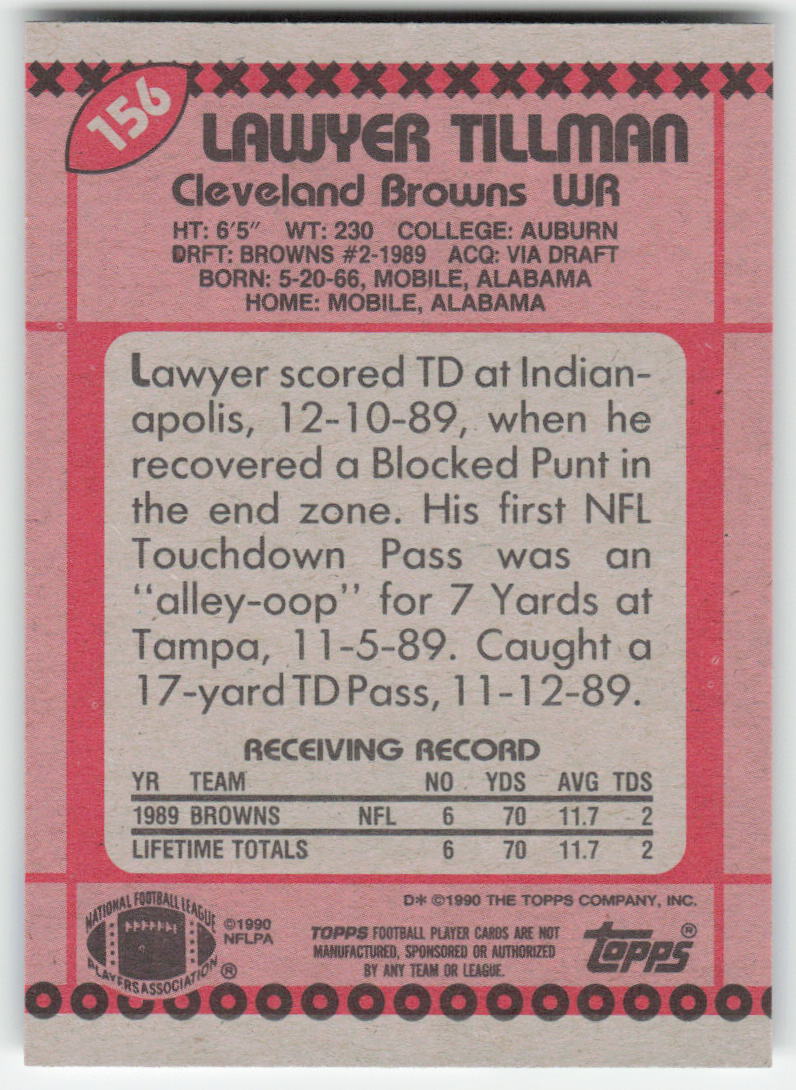 156
LAWYER TILLMAN
Cleveland Browns WR
HT: 6'5" WT: 230 COLLEGE: AUBURN
DRFT: BROWNS #2-1989 ACQ: VIA DRAFT
BORN: 5-20-66, MOBILE, ALABAMA
HOME: MOBILE, ALABAMA
Lawyer scored TD at Indian-
apolis, 12-10-89, when he
recovered a Blocked Punt in
the end zone. His first NFL
Touchdown Pass was an
"alley-oop" for 7 Yards at
Tampa, 11-5-89. Caught a
17-yard TD Pass, 11-12-89.
RECEIVING RECORD
YR TEAM NO YDS AVG TDS
1989 BROWNS NFL 6 70 11.7 2
LIFETIME TOTALS 6 70 11.7 2
D* ©1990 THE TOPPS COMPANY, INC.
NATIONAL FOOTBALL LEAGUE
PLAYERS ASSOCIATION ®
©1990
NFLPA
TOPPS FOOTBALL PLAYER CARDS ARE NOT
MANUFACTURED, SPONSORED OR AUTHORIZED
BY ANY TEAM OR LEAGUE.
topps ®